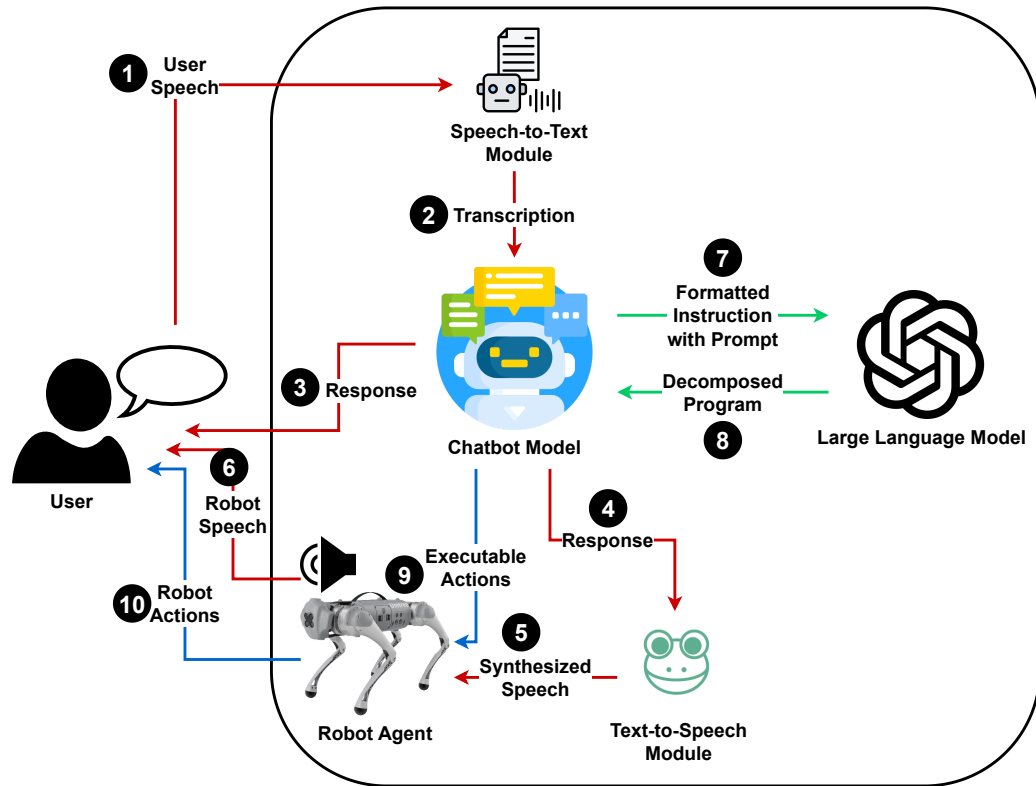 1
User
Speech
Speech-to-Text
Module
2
Transcription
7
Formatted
Instruction
with Prompt
3
Response
Decomposed
Program
8
Chatbot Model
Large Language Model
User
6
Robot
Speech
4
Response
9
Executable
Actions
10
Robot
Actions
5
Synthesized
Speech
Robot Agent
Text-to-Speech
Module